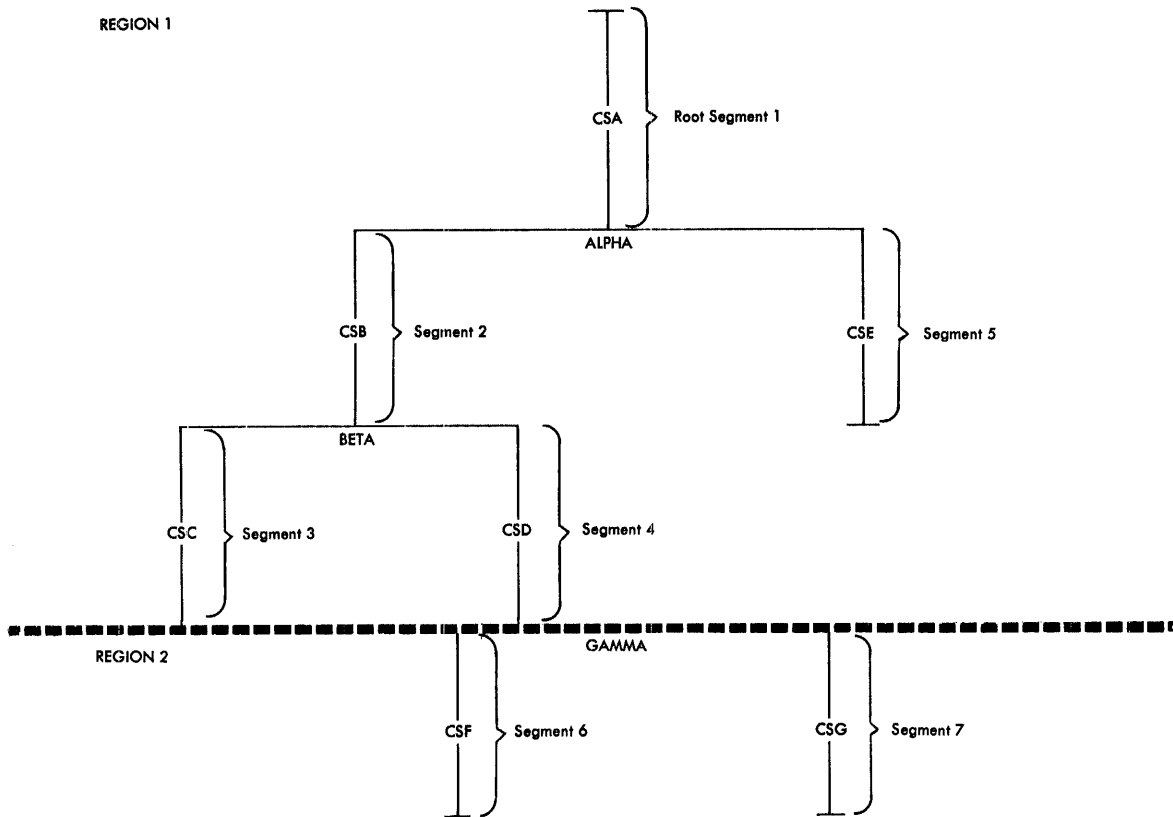 REGION 1
CSA
Root Segment 1
ALPHA
CSB
Segment 2
CSE
Segment 5
BETA
CSC
Segment 3
CSD
Segment 4
REGION 2
GAMMA
CSF
Segment 6
CSG
Segment 7